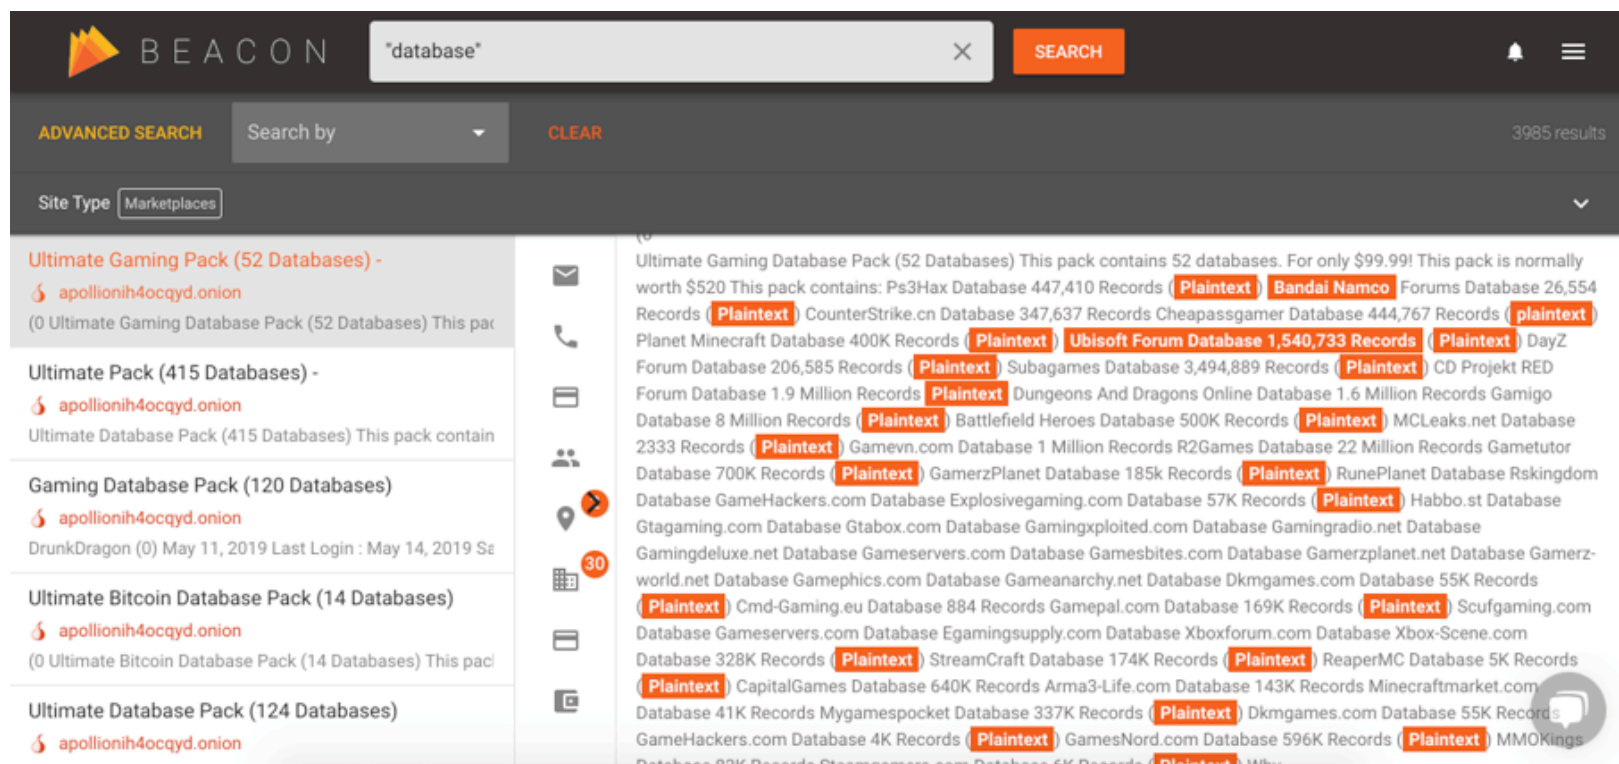 BEACON
"database"
SEARCH
ADVANCED SEARCH
Search by
CLEAR
3985 results
Site Type
Marketplaces
Ultimate Gaming Pack (52 Databases) -
apollionih4ocqyd.onion
(0 Ultimate Gaming Database Pack (52 Databases) This pac
Ultimate Pack (415 Databases) -
apollionih4ocqyd.onion
Ultimate Database Pack (415 Databases) This pack contain
Gaming Database Pack (120 Databases)
apollionih4ocqyd.onion
DrunkDragon (0) May 11, 2019 Last Login : May 14, 2019 Sa
Ultimate Bitcoin Database Pack (14 Databases)
apollionih4ocqyd.onion
(0 Ultimate Bitcoin Database Pack (14 Databases) This pac
Ultimate Database Pack (124 Databases)
apollionih4ocqyd.onion
30
(0
Ultimate Gaming Database Pack (52 Databases) This pack contains 52 databases. For only $99.99! This pack is normally
worth $520 This pack contains: Ps3Hax Database 447,410 Records (Plaintext) Bandai Namco Forums Database 26,554
Records (Plaintext) CounterStrike.cn Database 347,637 Records Cheapassgamer Database 444,767 Records (plaintext)
Planet Minecraft Database 400K Records (Plaintext) Ubisoft Forum Database 1,540,733 Records (Plaintext) DayZ
Forum Database 206,585 Records (Plaintext) Subagames Database 3,494,889 Records (Plaintext) CD Projekt RED
Forum Database 1.9 Million Records Plaintext Dungeons And Dragons Online Database 1.6 Million Records Gamigo
Database 8 Million Records (Plaintext) Battlefield Heroes Database 500K Records (Plaintext) MCLeaks.net Database
2333 Records (Plaintext) Gamevn.com Database 1 Million Records R2Games Database 22 Million Records Gametutor
Database 700K Records (Plaintext) GamerzPlanet Database 185k Records (Plaintext) RunePlanet Database Rskingdom
Database GameHackers.com Database Explosivegaming.com Database 57K Records (Plaintext) Habbo.st Database
Gtagaming.com Database Gtabox.com Database Gamingxploited.com Database Gamingradio.net Database
Gamingdeluxe.net Database Gameservers.com Database Gamesbites.com Database Gamerzplanet.net Database Gamerz-
world.net Database Gamephics.com Database Gameanarchy.net Database Dkmgames.com Database 55K Records
(Plaintext) Cmd-Gaming.eu Database 884 Records Gamepal.com Database 169K Records (Plaintext) Scufgaming.com
Database Gameservers.com Database Egamingsupply.com Database Xboxforum.com Database Xbox-Scene.com
Database 328K Records (Plaintext) StreamCraft Database 174K Records (Plaintext) ReaperMC Database 5K Records
(Plaintext) CapitalGames Database 640K Records Arma3-Life.com Database 143K Records Minecraftmarket.com
Database 41K Records Mygamespocket Database 337K Records (Plaintext) Dkmgames.com Database 55K Records
GameHackers.com Database 4K Records (Plaintext) GamesNord.com Database 596K Records (Plaintext) MMOKings